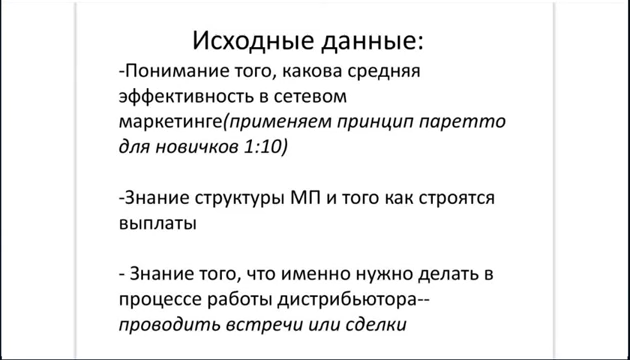 Исходные данные:
-Понимание того, какова средняя
эффективность в сетевом
маркетинге(применяем принцип паретто
для новичков 1:10)
-Знание структуры МП и того как строятся
выплаты
- Знание того, что именно нужно делать в
процессе работы дистрибьютора--
проводить встречи или сделки